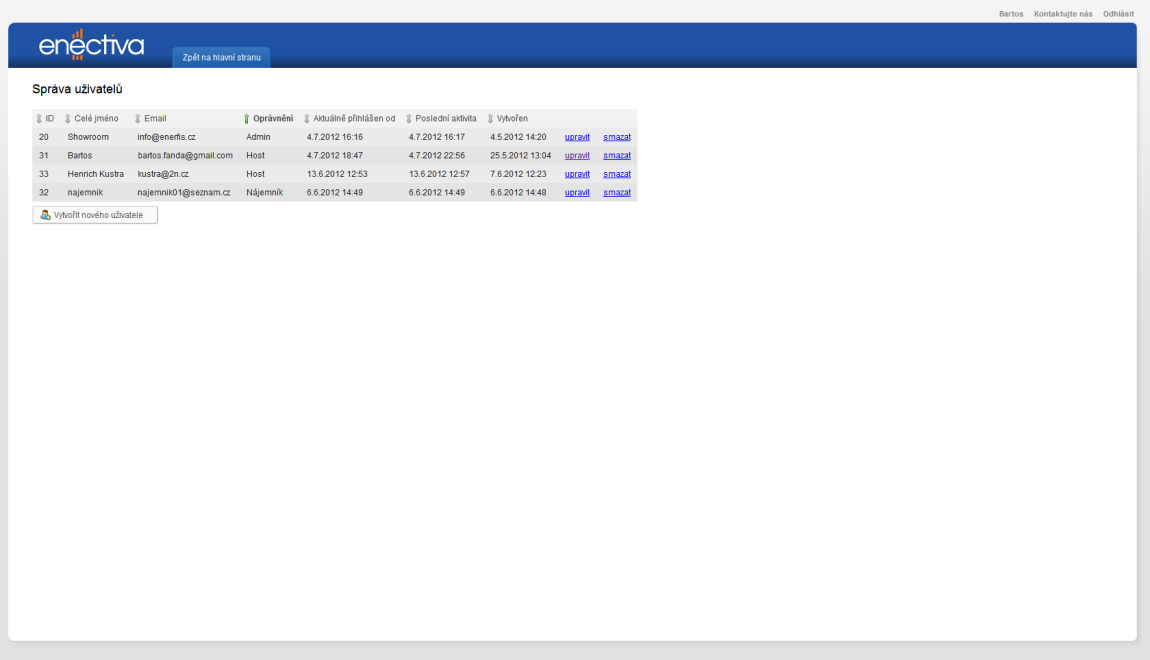 Bartos Kontaktujte nás Odhlásit
enectiva
Zpět na hlavní stranu
Správa uživatelů
ID Celé jméno Email Oprávnění Aktuálně přihlášen od Poslední aktivita Vytvořen
20 Showroom info@enerfis.cz Admin 4.7.2012 16:16 4.7.2012 16:17 4.5.2012 14:20 upravit smazat
31 Bartos bartos.fanda@gmail.com Host 4.7.2012 18:47 4.7.2012 22:56 25.5.2012 13:04 upravit smazat
33 Henrich Kustra kustra@2n.cz Host 13.6.2012 12:53 13.6.2012 12:57 7.6.2012 12:23 upravit smazat
32 najemnik najemnik01@seznam.cz Nájemník 6.6.2012 14:49 6.6.2012 14:49 6.6.2012 14:48 upravit smazat
Vytvořit nového uživatele